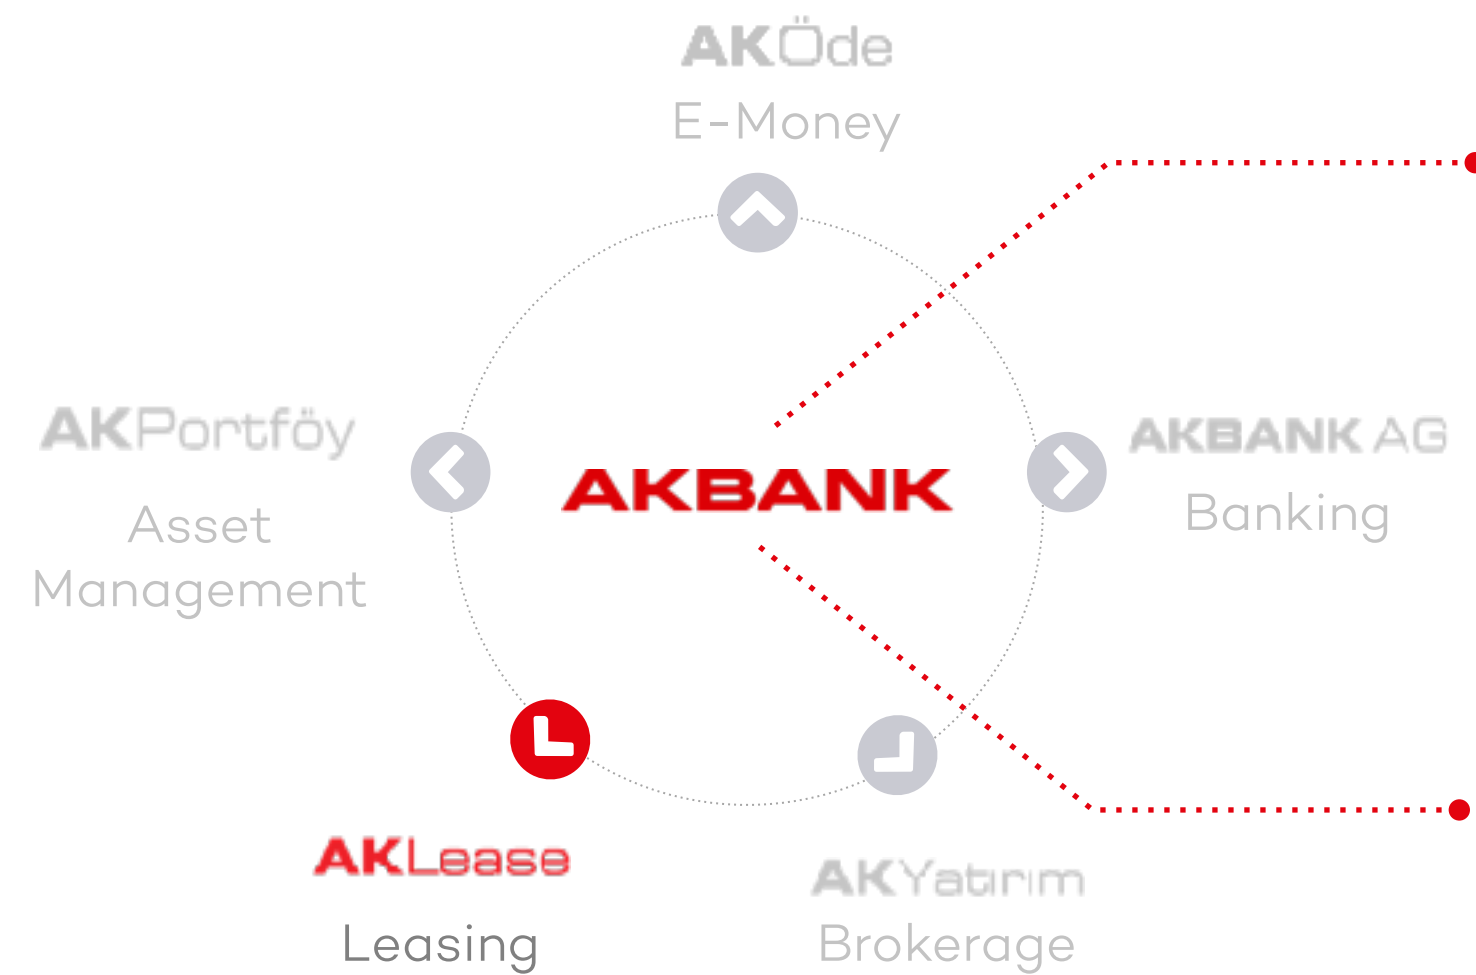 AKÖde
E-Money
AKPortföy
Asset
Management
AKBANK
AKBANK AG
Banking
AKLease
Leasing
AKYatırım
Brokerage